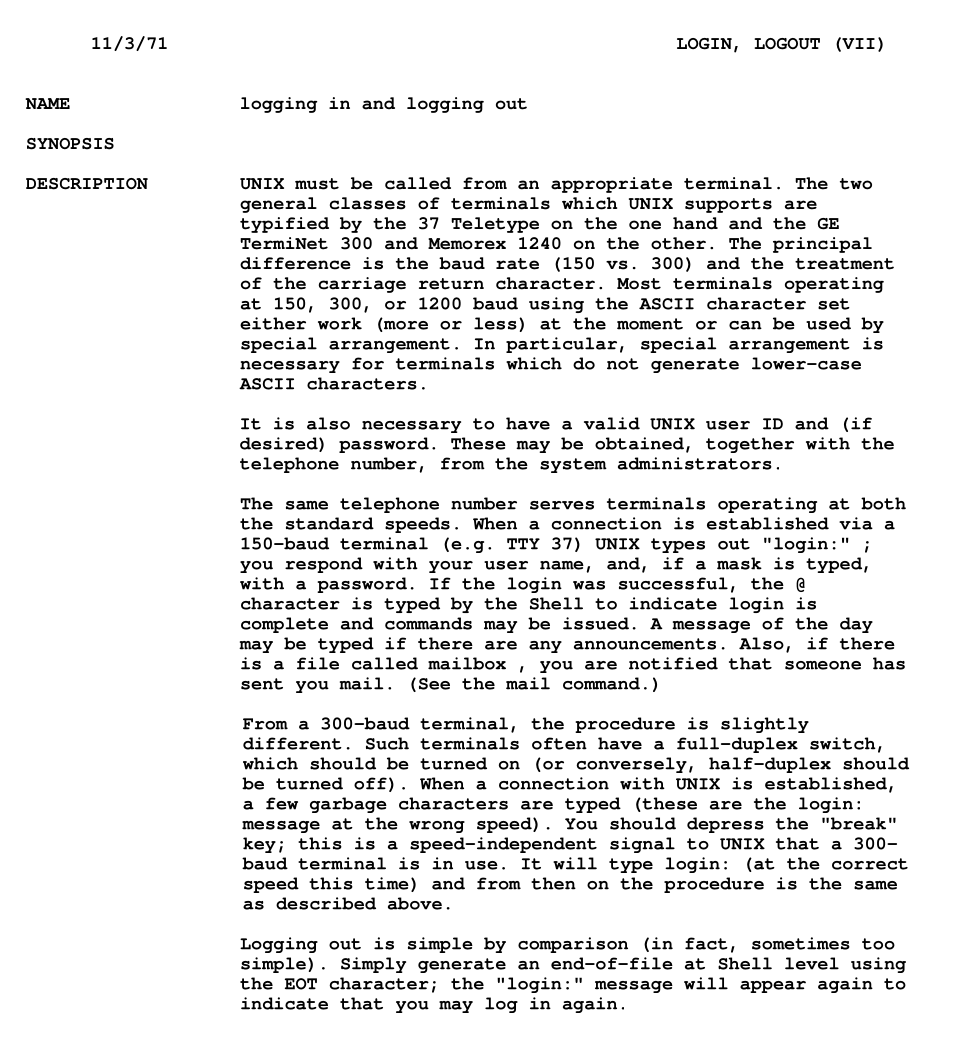 11/3/71 LOGIN, LOGOUT (VII)
NAME logging in and logging out
SYNOPSIS
DESCRIPTION UNIX must be called from an appropriate terminal. The two
general classes of terminals which UNIX supports are
typified by the 37 Teletype on the one hand and the GE
TermiNet 300 and Memorex 1240 on the other. The principal
difference is the baud rate (150 vs. 300) and the treatment
of the carriage return character. Most terminals operating
at 150, 300, or 1200 baud using the ASCII character set
either work (more or less) at the moment or can be used by
special arrangement. In particular, special arrangement is
necessary for terminals which do not generate lower-case
ASCII characters.
It is also necessary to have a valid UNIX user ID and (if
desired) password. These may be obtained, together with the
telephone number, from the system administrators.
The same telephone number serves terminals operating at both
the standard speeds. When a connection is established via a
150-baud terminal (e.g. TTY 37) UNIX types out "login:" ;
you respond with your user name, and, if a mask is typed,
with a password. If the login was successful, the @
character is typed by the Shell to indicate login is
complete and commands may be issued. A message of the day
may be typed if there are any announcements. Also, if there
is a file called mailbox , you are notified that someone has
sent you mail. (See the mail command.)
From a 300-baud terminal, the procedure is slightly
different. Such terminals often have a full-duplex switch,
which should be turned on (or conversely, half-duplex should
be turned off). When a connection with UNIX is established,
a few garbage characters are typed (these are the login:
message at the wrong speed). You should depress the "break"
key; this is a speed-independent signal to UNIX that a 300-
baud terminal is in use. It will type login: (at the correct
speed this time) and from then on the procedure is the same
as described above.
Logging out is simple by comparison (in fact, sometimes too
simple). Simply generate an end-of-file at Shell level using
the EOT character; the "login:" message will appear again to
indicate that you may log in again.